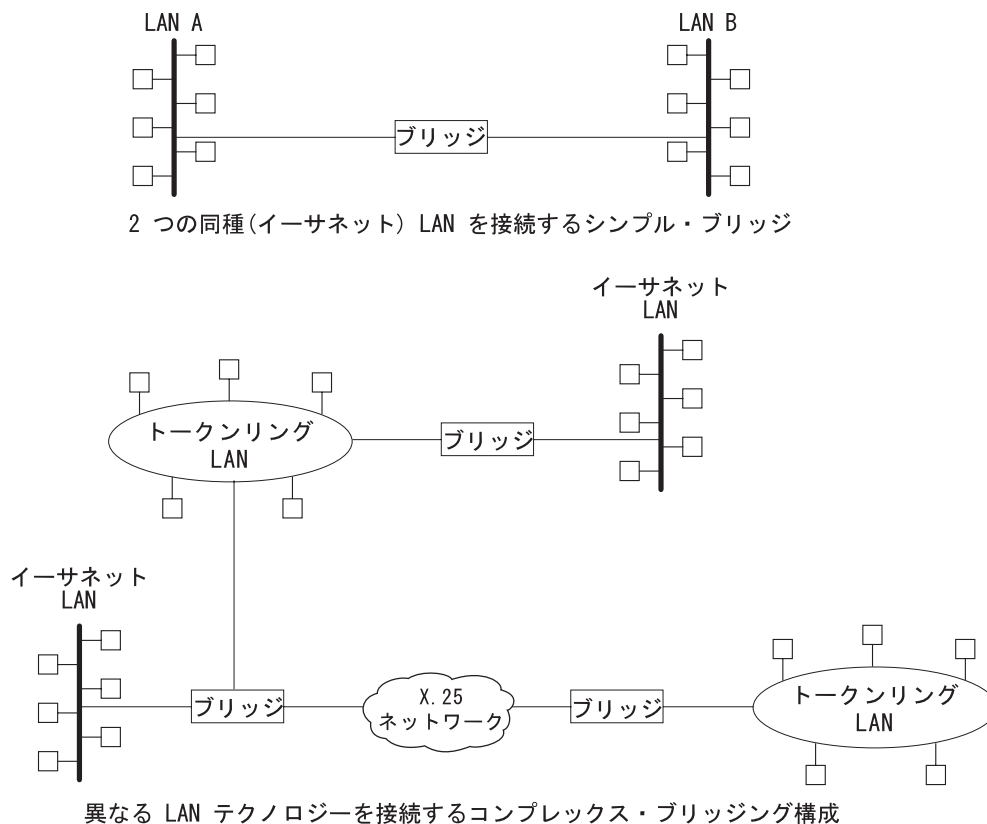 LAN A
LAN B
ブリッジ
2 つの同種(イーサネット) LAN を接続するシンプル・ブリッジ
イーサネット
LAN
トークンリング
LAN
ブリッジ
イーサネット
LAN
ブリッジ
X.25
ネットワーク
ブリッジ
トークンリング
LAN
異なる LAN テクノロジーを接続するコンプレックス・ブリッジング構成